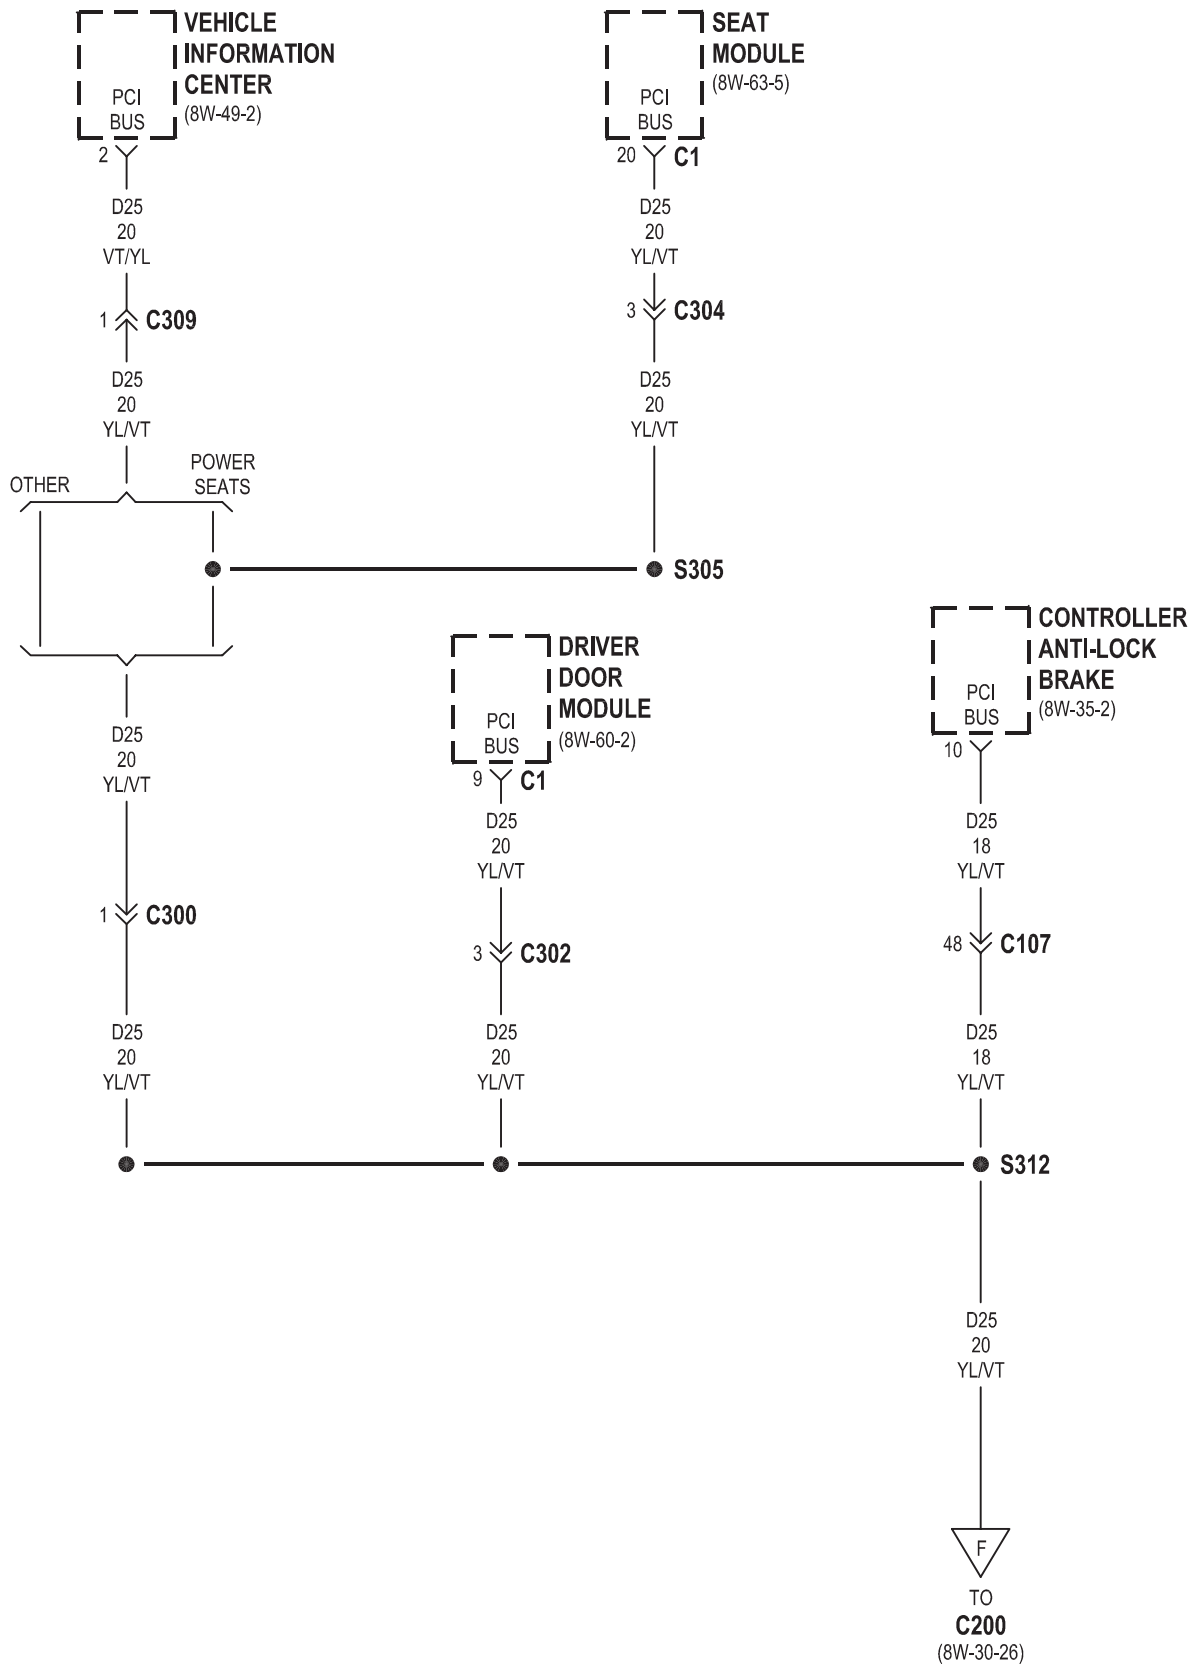 VEHICLE
INFORMATION
CENTER
(8W-49-2)
PCI
BUS
2
D25
20
VT/YL
1
C309
D25
20
YL/VT
OTHER
POWER
SEATS
SEAT
MODULE
(8W-63-5)
PCI
BUS
20
C1
D25
20
YL/VT
3
C304
D25
20
YL/VT
S305
D25
20
YL/VT
1
C300
D25
20
YL/VT
DRIVER
DOOR
MODULE
(8W-60-2)
PCI
BUS
9
C1
D25
20
YL/VT
3
C302
D25
20
YL/VT
CONTROLLER
ANTI-LOCK
BRAKE
(8W-35-2)
PCI
BUS
10
D25
18
YL/VT
48
C107
D25
18
YL/VT
S312
D25
20
YL/VT
F
TO
C200
(8W-30-26)